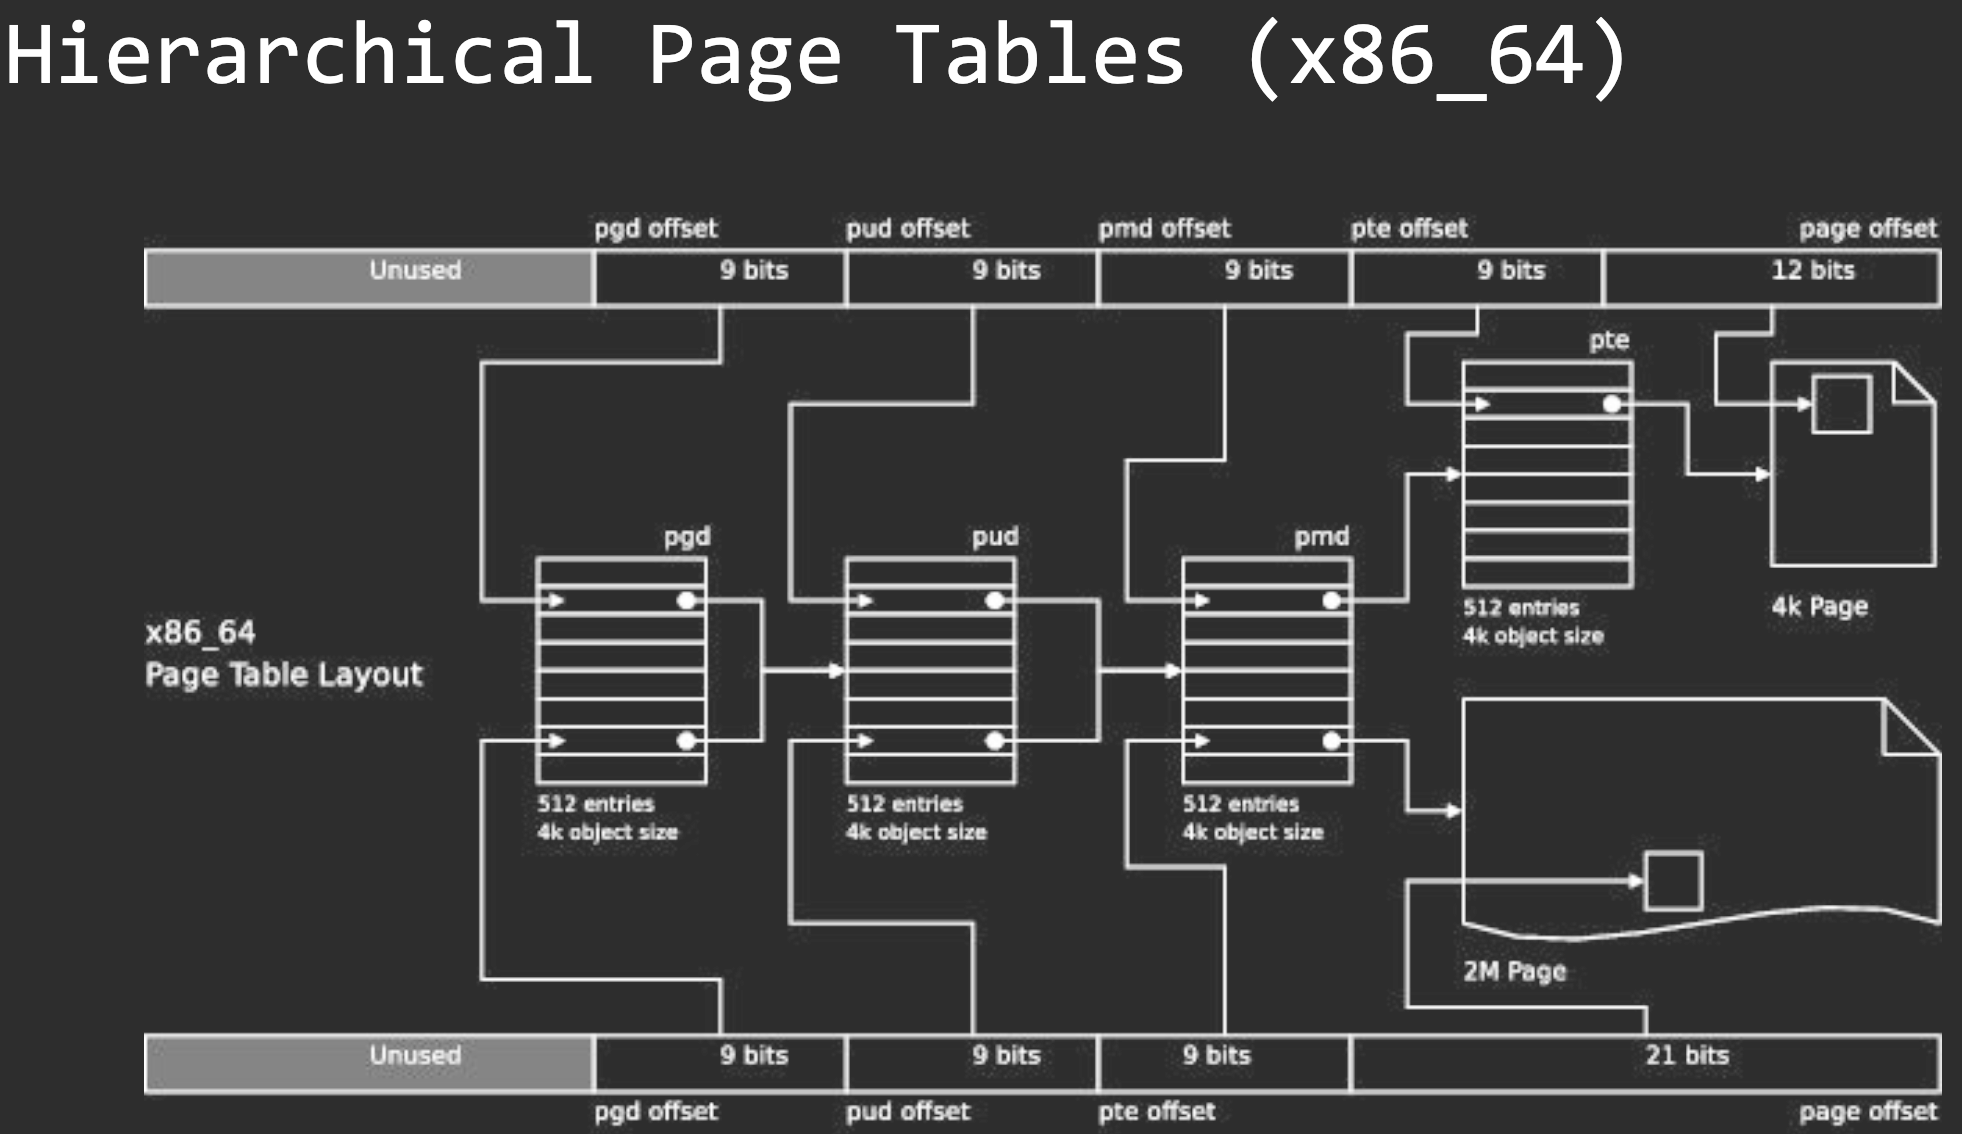 Hierarchical Page Tables (x86_64)
pgd offset
pud offset
pmd offset
pte offset
page offset
Unused
9 bits
9 bits
9 bits
9 bits
12 bits
pte
pgd
pud
pmd
512 entries
4k object size
4k Page
x86_64
Page Table Layout
512 entries
4k object size
512 entries
4k object size
512 entries
4k object size
2M Page
Unused
9 bits
9 bits
9 bits
21 bits
pgd offset
pud offset
pte offset
page offset